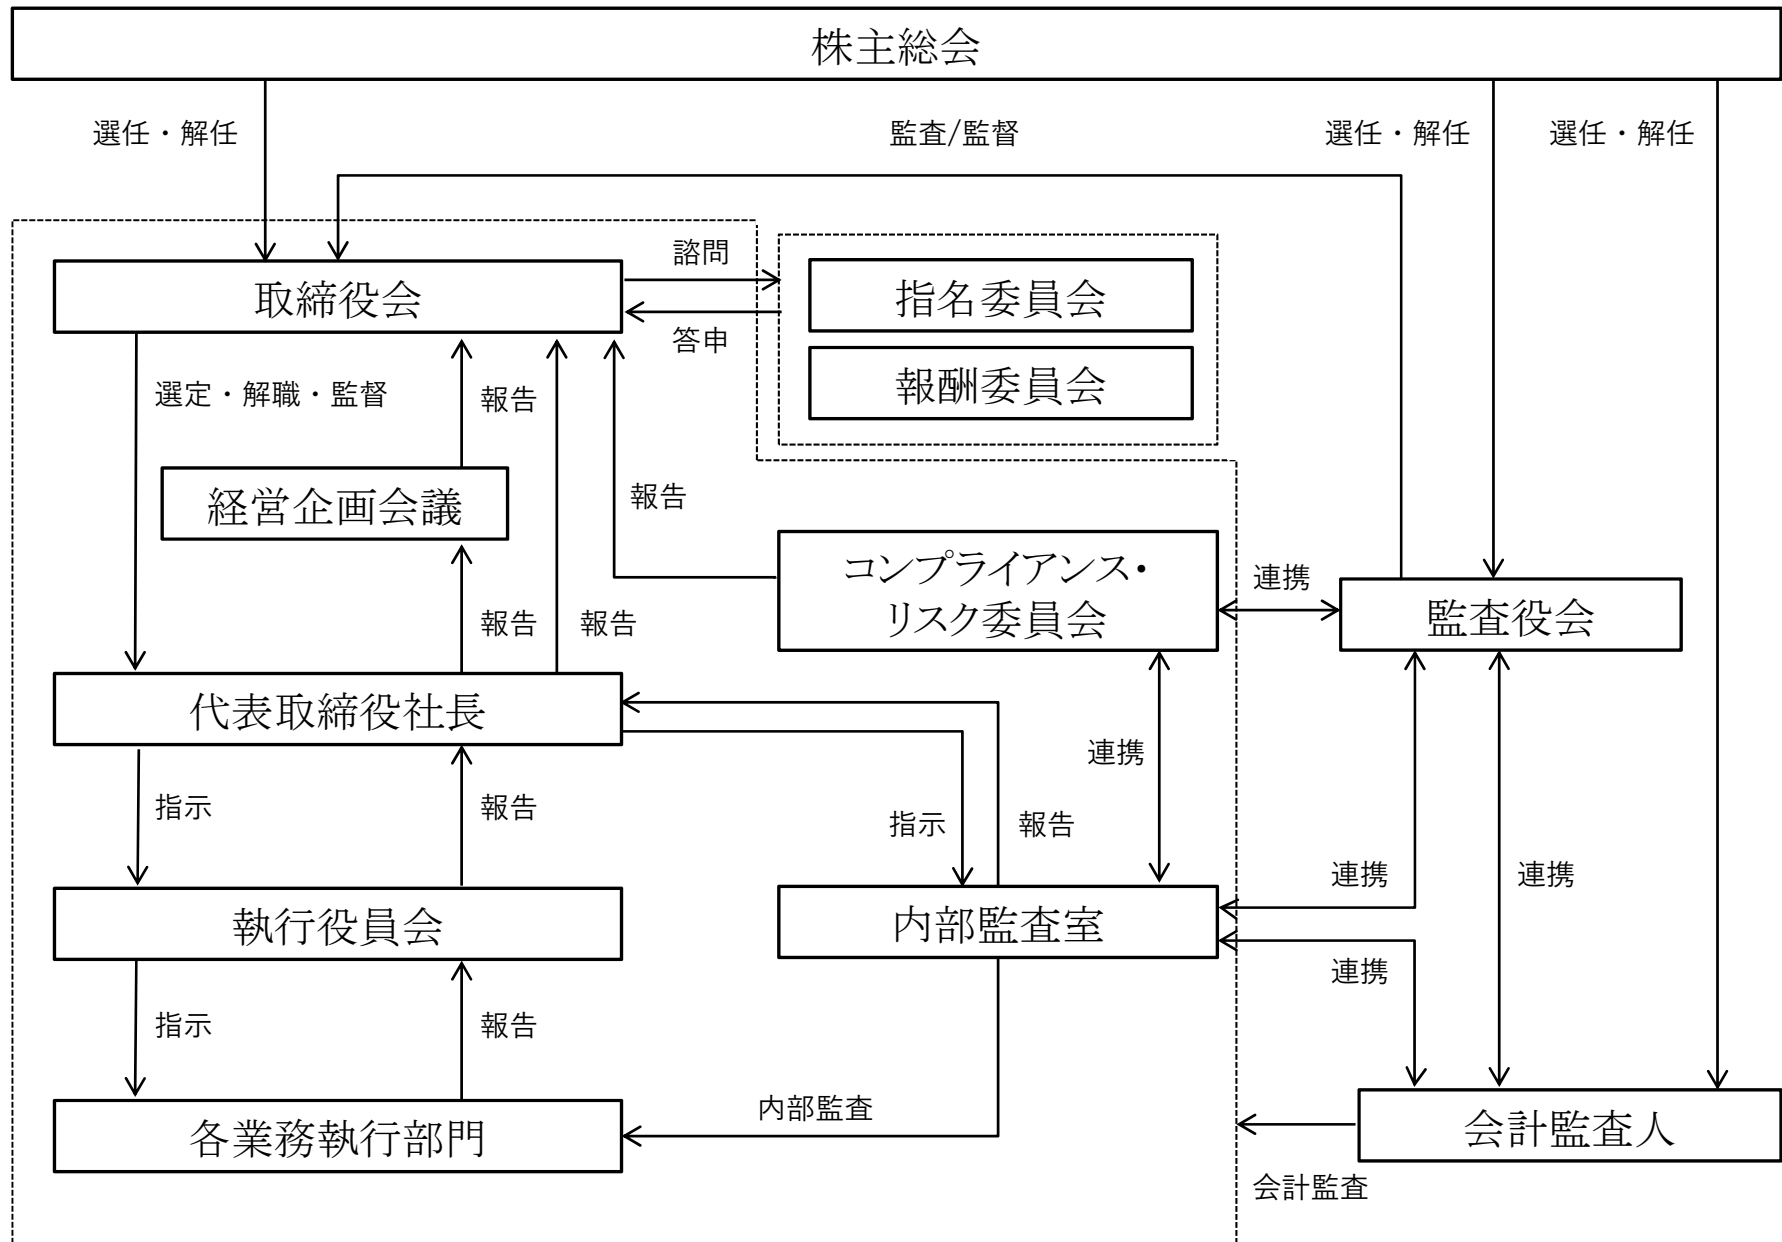 株主総会
選任・解任
監査/監督
選任・解任
選任・解任
諮問
取締役会
指名委員会
答申
報酬委員会
選定・解職・監督
報告
経営企画会議
報告
コンプライアンス・
リスク委員会
連携
監査役会
報告
報告
代表取締役社長
連携
指示
報告
指示
報告
連携
連携
執行役員会
内部監査室
連携
指示
報告
内部監査
各業務執行部門
会計監査人
会計監査